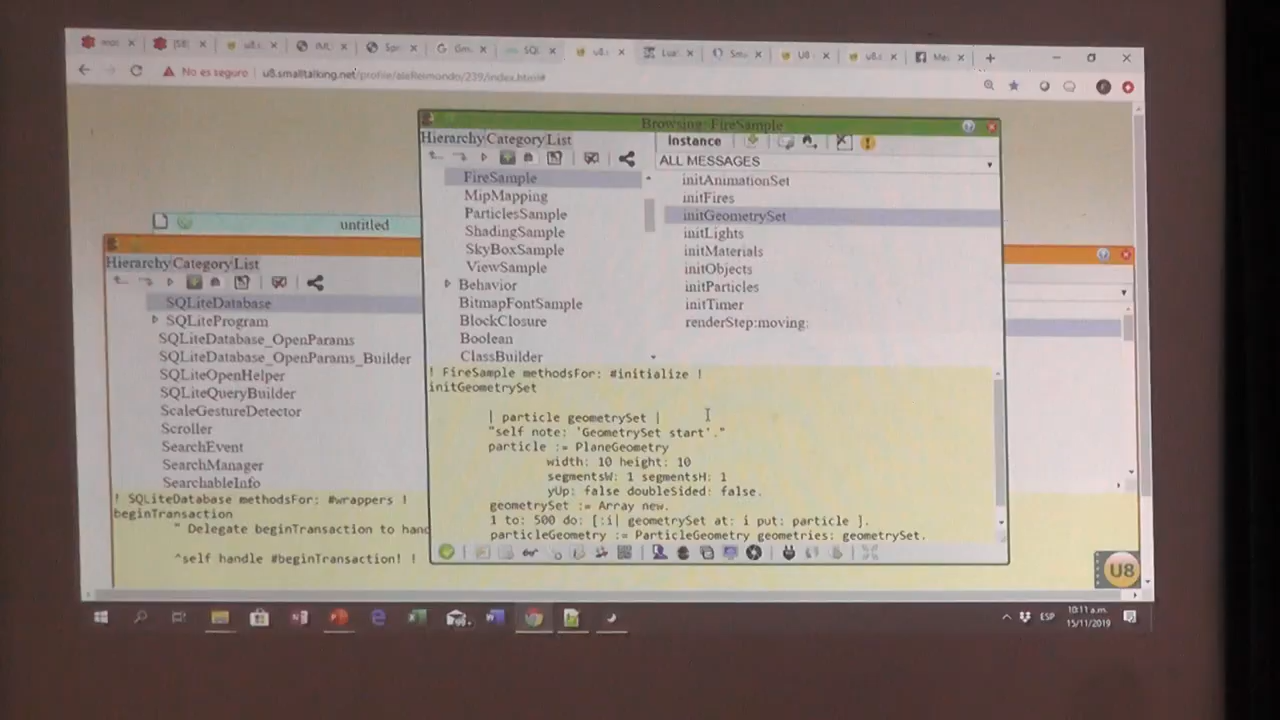 No es seguro
u8.smalltalking.net/profile/aleReimondo/239/index.html#
Browsing: FireSample
Hierarchy Category List
Instance
ALL MESSAGES
FireSample
MipMapping
ParticlesSample
ShadingSample
SkyBoxSample
ViewSample
Behavior
BitmapFontSample
BlockClosure
Boolean
ClassBuilder
initAnimationSet
initFires
initGeometrySet
initLights
initMaterials
initObjects
initParticles
initTimer
renderStep:moving:
! FireSample methodsFor: #initialize !
initGeometrySet
| particle geometrySet |
"self note: 'GeometrySet start'."
particle := PlaneGeometry
width: 10 height: 10
segmentsW: 1 segmentsH: 1
yUp: false doubleSided: false.
geometrySet := Array new.
1 to: 500 do: [:i| geometrySet at: i put: particle ].
particleGeometry := ParticleGeometry geometries: geometrySet.
untitled
Hierarchy Category List
SQLiteDatabase
SQLiteProgram
SQLiteDatabase_OpenParams
SQLiteDatabase_OpenParams_Builder
SQLiteOpenHelper
SQLiteQueryBuilder
ScaleGestureDetector
Scroller
SearchEvent
SearchManager
SearchableInfo
! SQLiteDatabase methodsFor: #wrappers !
beginTransaction
" Delegate beginTransaction to hand
^self handle #beginTransaction! !
U8
ESP
10:11 a.m.
15/11/2019